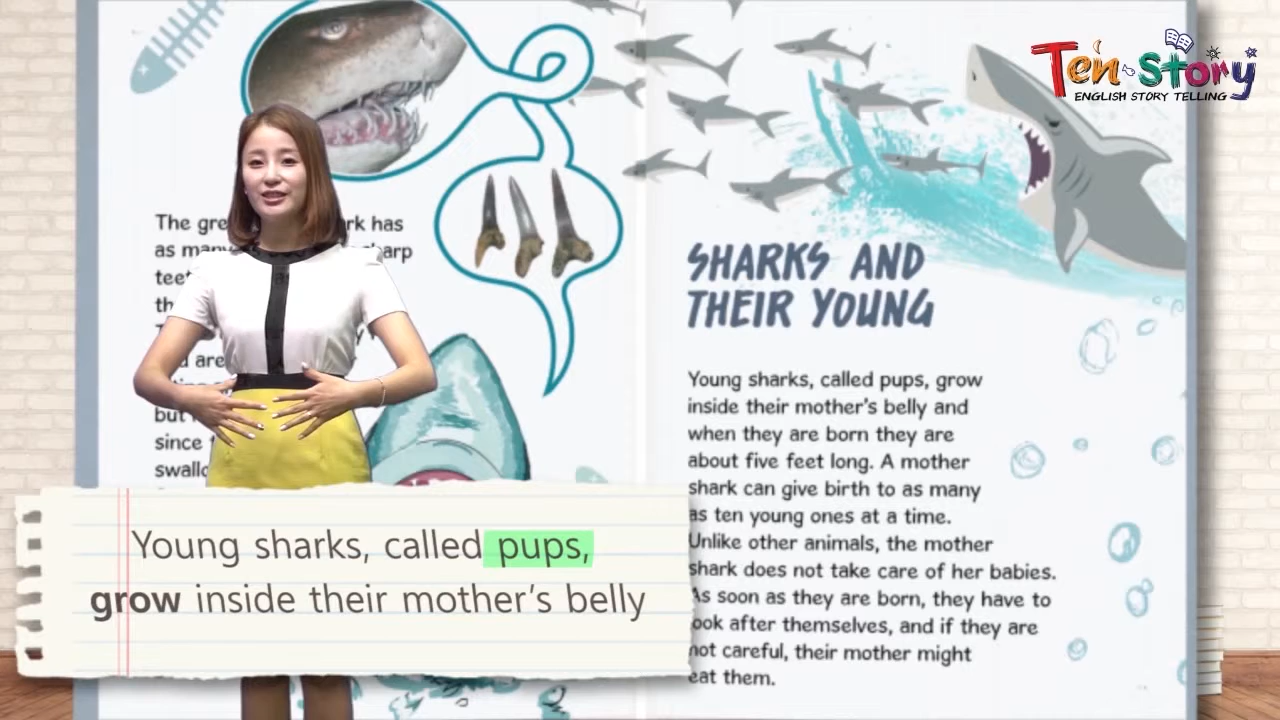 Ten Story
ENGLISH STORY TELLING
The rk has
as many arp
but
since
SHARKS AND
THEIR YOUNG
Young sharks, called pups, grow
inside their mother's belly and
when they are born they are
about five feet long. A mother
shark can give birth to as many
as ten young ones at a time.
Unlike other animals, the mother
shark does not take care of her babies.
As soon as they are born, they have to
look after themselves, and if they are
not careful, their mother might
eat them.
Young sharks, called pups,
grow inside their mother's belly